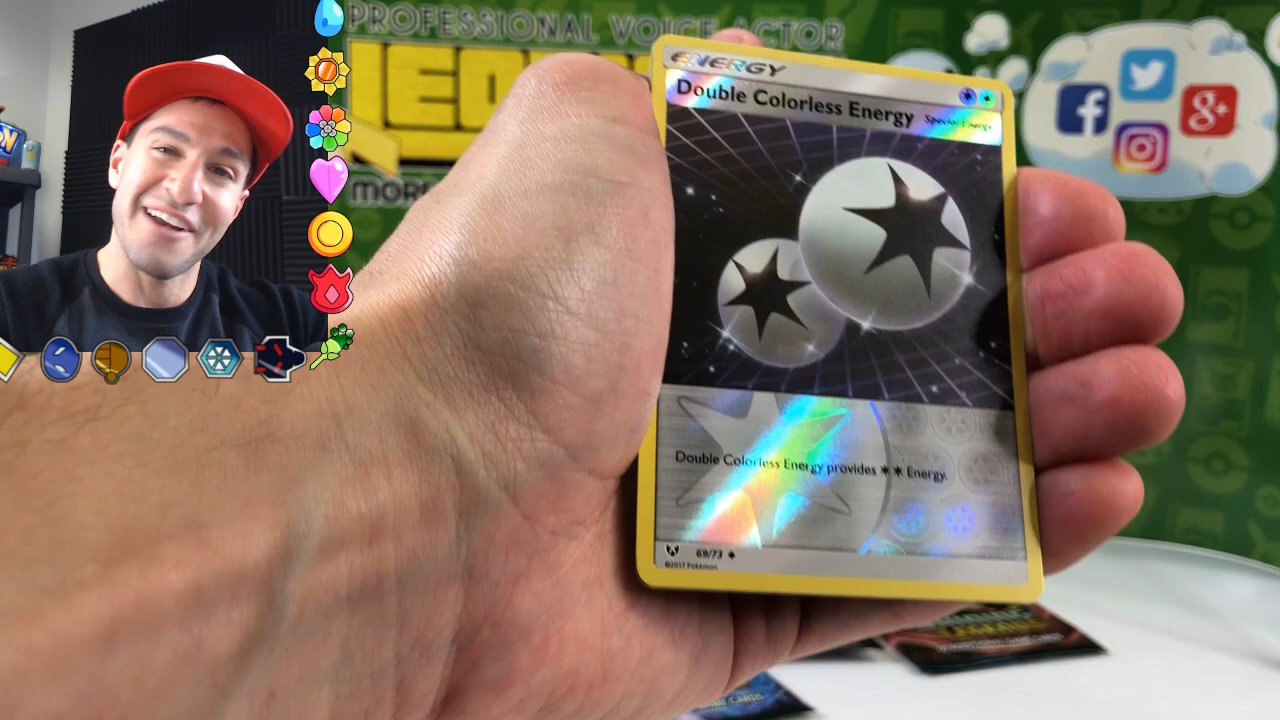 PROFESSIONAL VOICE ACTOR
ENERGY
Double Colorless Energy
Special Energy
Double Colorless Energy provides ✶ ✶ Energy.
69/73
©2017 Pokémon